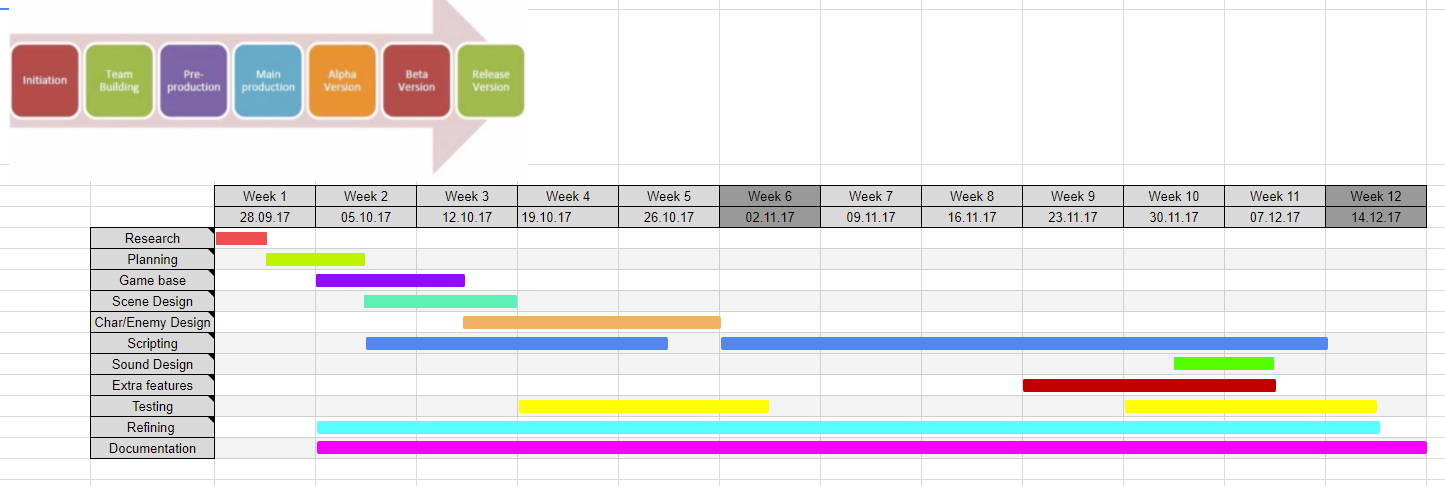 Initiation
Team
Building
Pre-
production
Main
production
Alpha
Version
Beta
Version
Release
Version
Week 1 Week 2 Week 3 Week 4 Week 5 Week 6 Week 7 Week 8 Week 9 Week 10 Week 11 Week 12
28.09.17 05.10.17 12.10.17 19.10.17 26.10.17 02.11.17 09.11.17 16.11.17 23.11.17 30.11.17 07.12.17 14.12.17
Research
Planning
Game base
Scene Design
Char/Enemy Design
Scripting
Sound Design
Extra features
Testing
Refining
Documentation